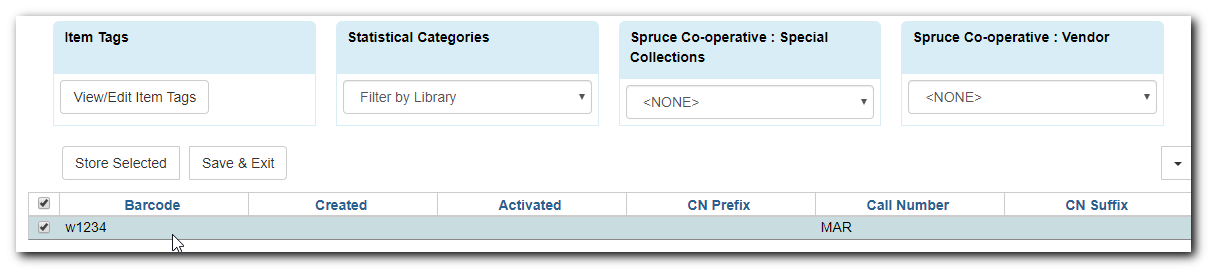 Item Tags
Statistical Categories
Spruce Co-operative : Special
Collections
Spruce Co-operative : Vendor
View/Edit Item Tags
Filter by Library
<NONE>
<NONE>
Store Selected Save & Exit
Barcode Created Activated CN Prefix Call Number CN Suffix
w1234 MAR